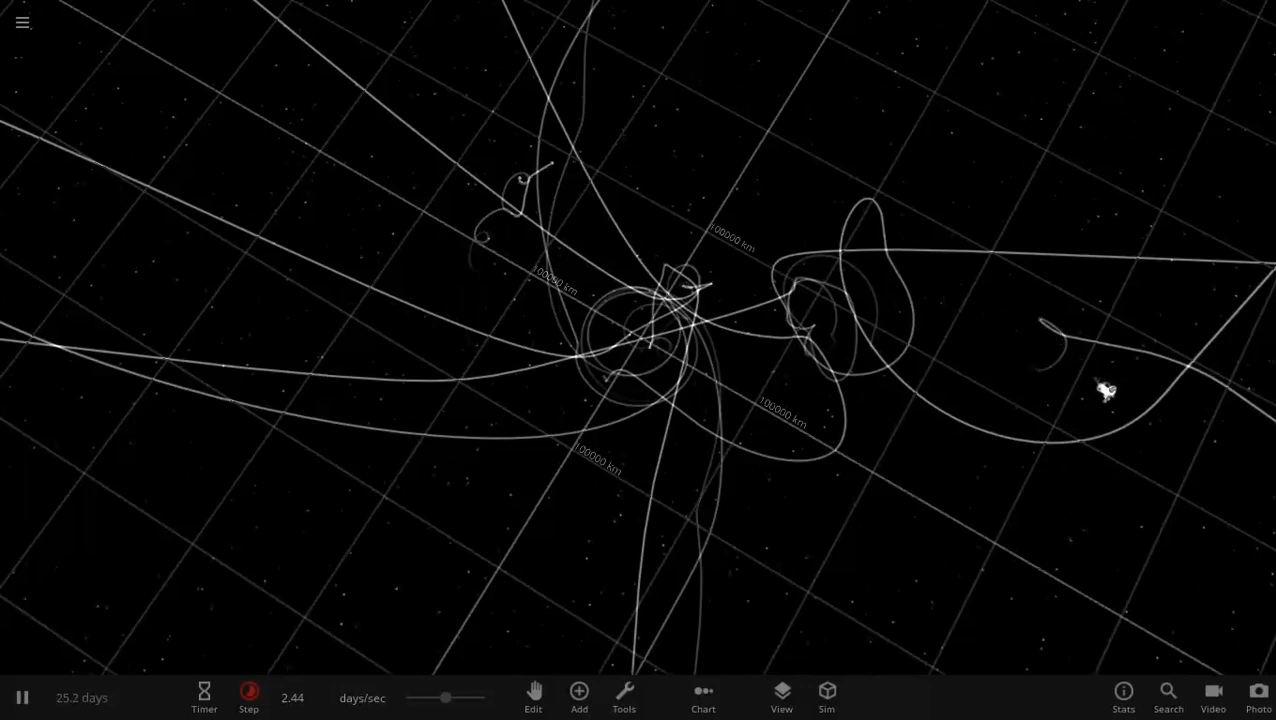 100000 km
100000 km
100000 km
100000 km
25.2 days
Timer
Step
2.44
days/sec
Edit
Add
Tools
Chart
View
Sim
Stats
Search
Video
Photo